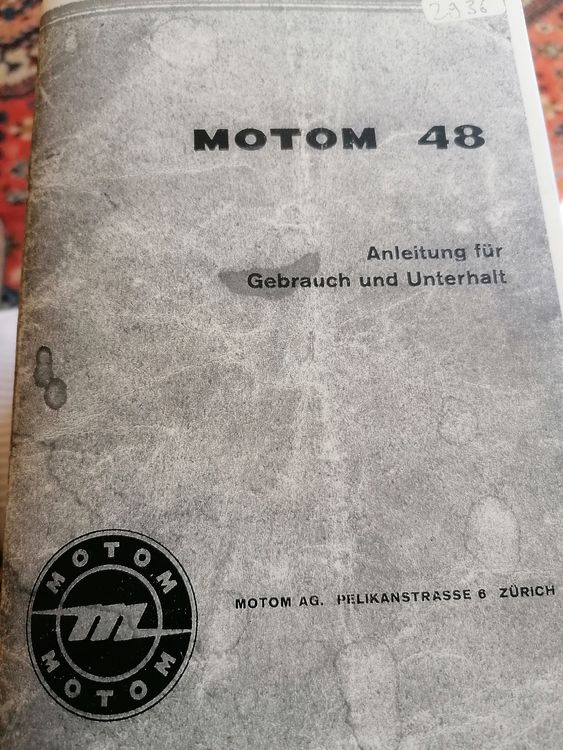 2936
MOTOM 48
Anleitung für
Gebrauch und Unterhalt
MOTOM
m
MOTOM
MOTOM AG. PELIKANSTRASSE 6 ZÜRICH